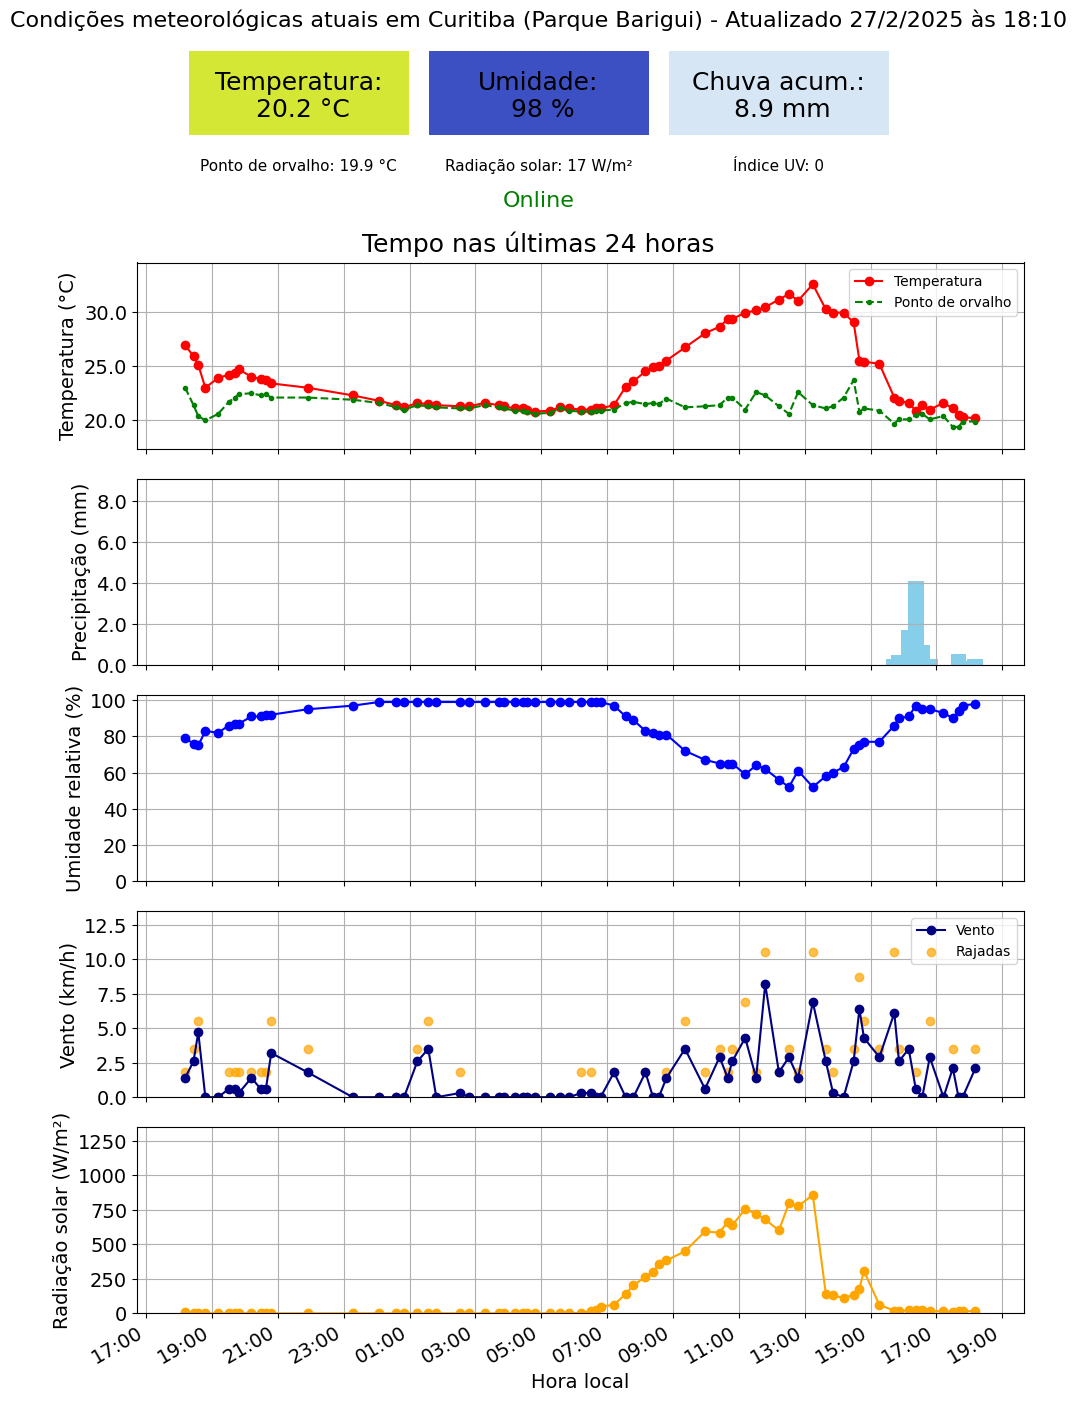 Condições meteorológicas atuais em Curitiba (Parque Barigui) - Atualizado 27/2/2025 às 18:10
Temperatura:
20.2 °C
Umidade:
98 %
Chuva acum.:
8.9 mm
Ponto de orvalho: 19.9 °C
Radiação solar: 17 W/m²
Índice UV: 0
Online
Tempo nas últimas 24 horas
Temperatura (°C)
30.0
25.0
20.0
Temperatura
Ponto de orvalho
Precipitação (mm)
8.0
6.0
4.0
2.0
0.0
Umidade relativa (%)
100
80
60
40
20
0
Vento (km/h)
12.5
10.0
7.5
5.0
2.5
0.0
Vento
Rajadas
Radiação solar (W/m²)
1250
1000
750
500
250
0
17:00
19:00
21:00
23:00
01:00
03:00
05:00
07:00
09:00
11:00
13:00
15:00
17:00
19:00
Hora local